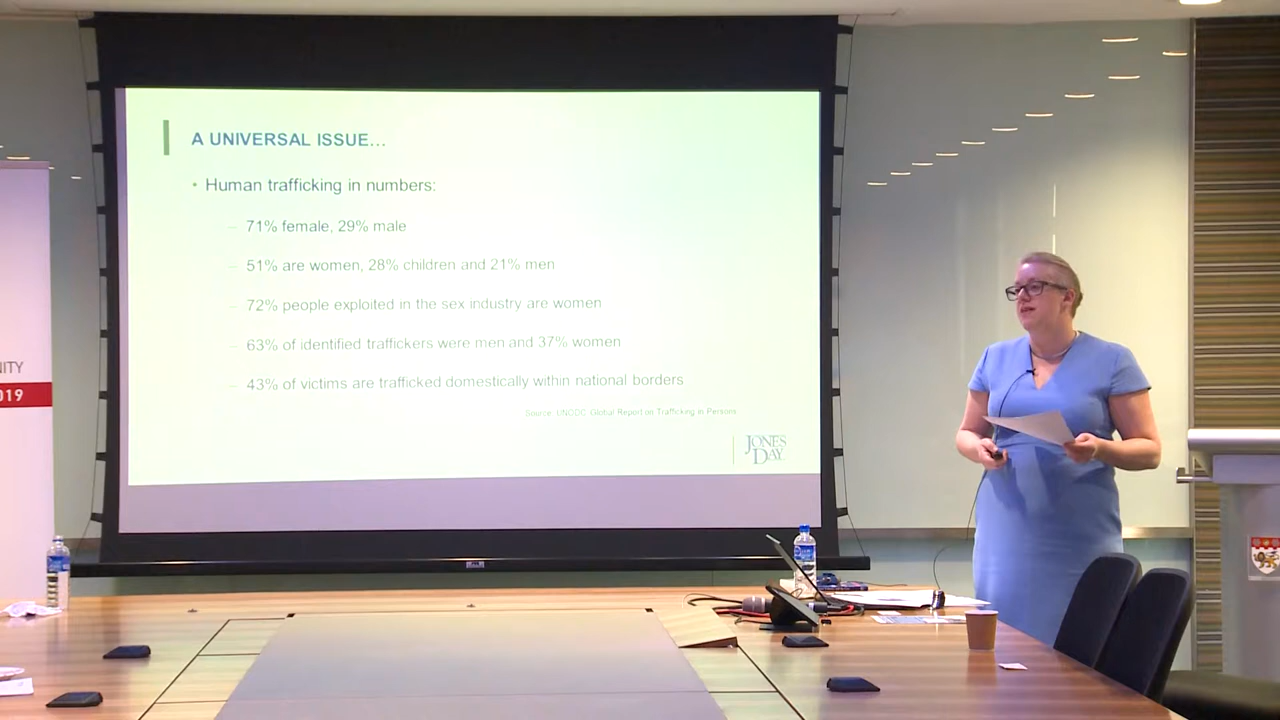 A UNIVERSAL ISSUE...
• Human trafficking in numbers:
– 71% female, 29% male
– 51% are women, 28% children and 21% men
– 72% people exploited in the sex industry are women
– 63% of identified traffickers were men and 37% women
– 43% of victims are trafficked domestically within national borders
Source: UNODC, Global Report on Trafficking in Persons
JONES
DAY
NITY
019